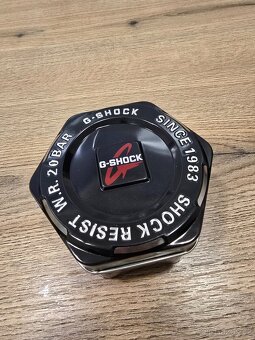 G-SHOCK
SINCE 1983
SHOCK RESIST
W.R. 20BAR
G-SHOCK